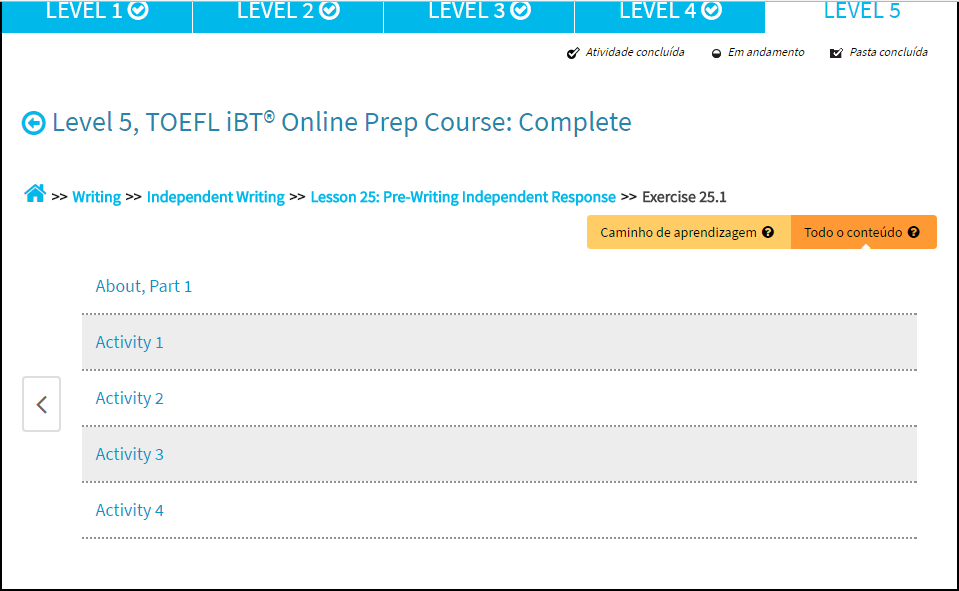 LEVEL 1 LEVEL 2 LEVEL 3 LEVEL 4 LEVEL 5
Atividade concluída Em andamento Pasta concluída
Level 5, TOEFL iBT® Online Prep Course: Complete
>> Writing >> Independent Writing >> Lesson 25: Pre-Writing Independent Response >> Exercise 25.1
Caminho de aprendizagem ? Todo o conteúdo ?
About, Part 1
Activity 1
Activity 2
Activity 3
Activity 4